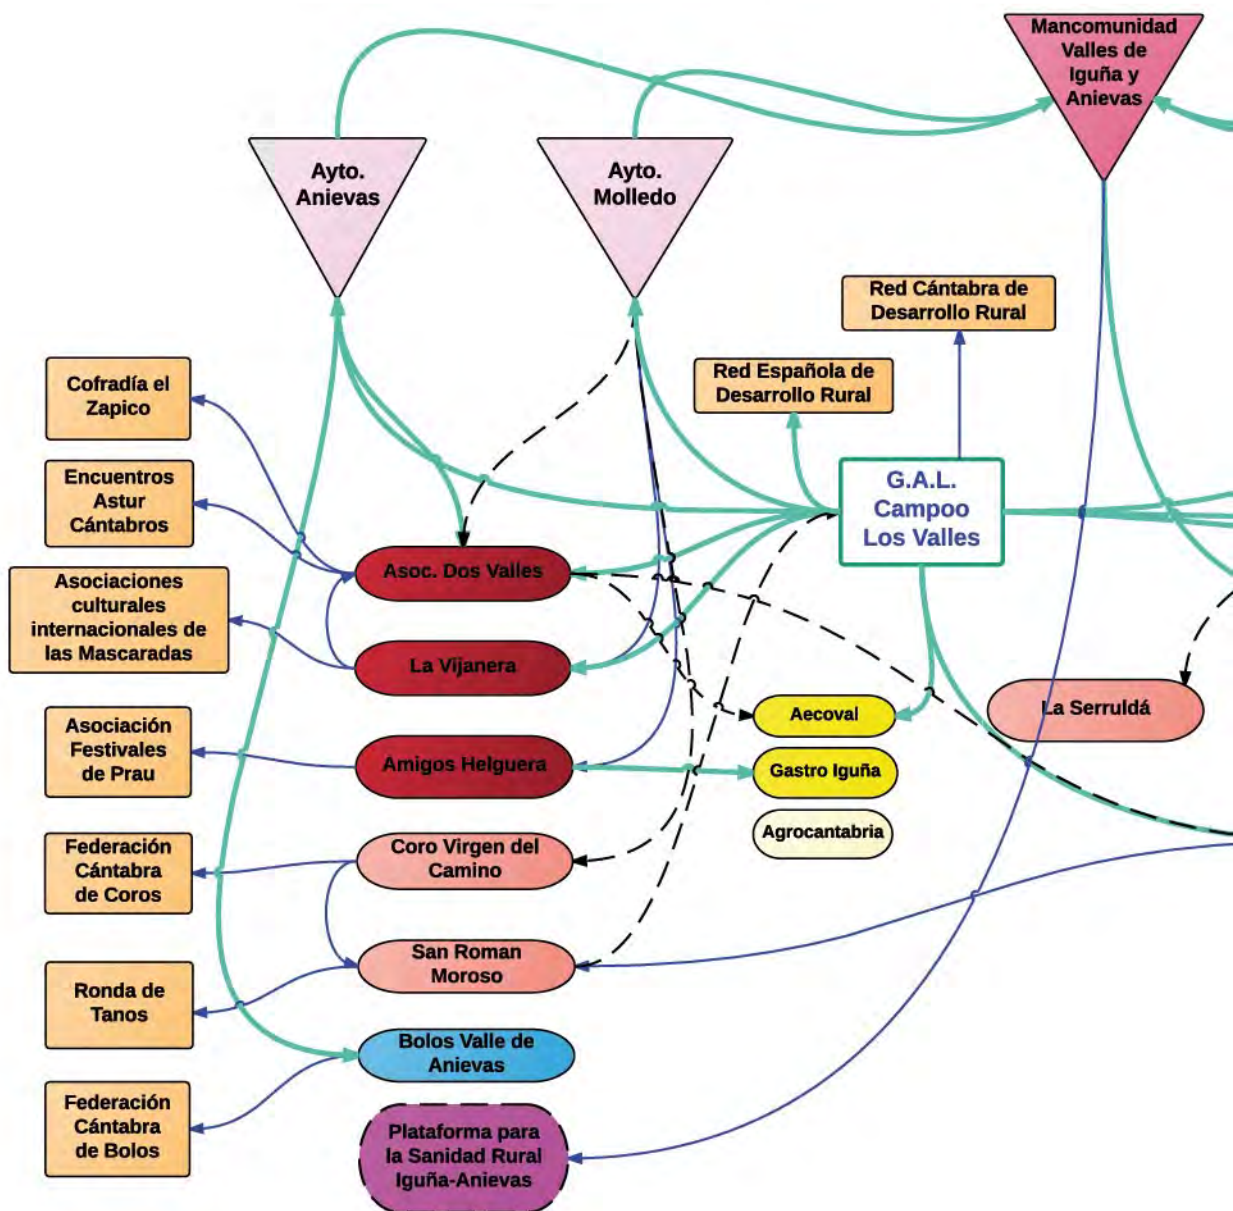 Mancomunidad
Valles de
Iguña y
Anievas
Ayto.
Anievas
Ayto.
Molledo
Red Cántabra de
Desarrollo Rural
Red Española de
Desarrollo Rural
Cofradía el
Zapico
Encuentros
Astur
Cántabros
G.A.L.
Campoo
Los Valles
Asociaciones
culturales
internacionales de
las Mascaradas
Asoc. Dos Valles
La Vijanera
La Serruldá
Aecoval
Asociación
Festivales
de Prau
Amigos Helguera
Gastro Iguña
Agrocantabria
Federación
Cántabra
de Coros
Coro Virgen del
Camino
San Roman
Moroso
Ronda de
Tanos
Bolos Valle de
Anievas
Federación
Cántabra
de Bolos
Plataforma para
la Sanidad Rural
Iguña-Anievas